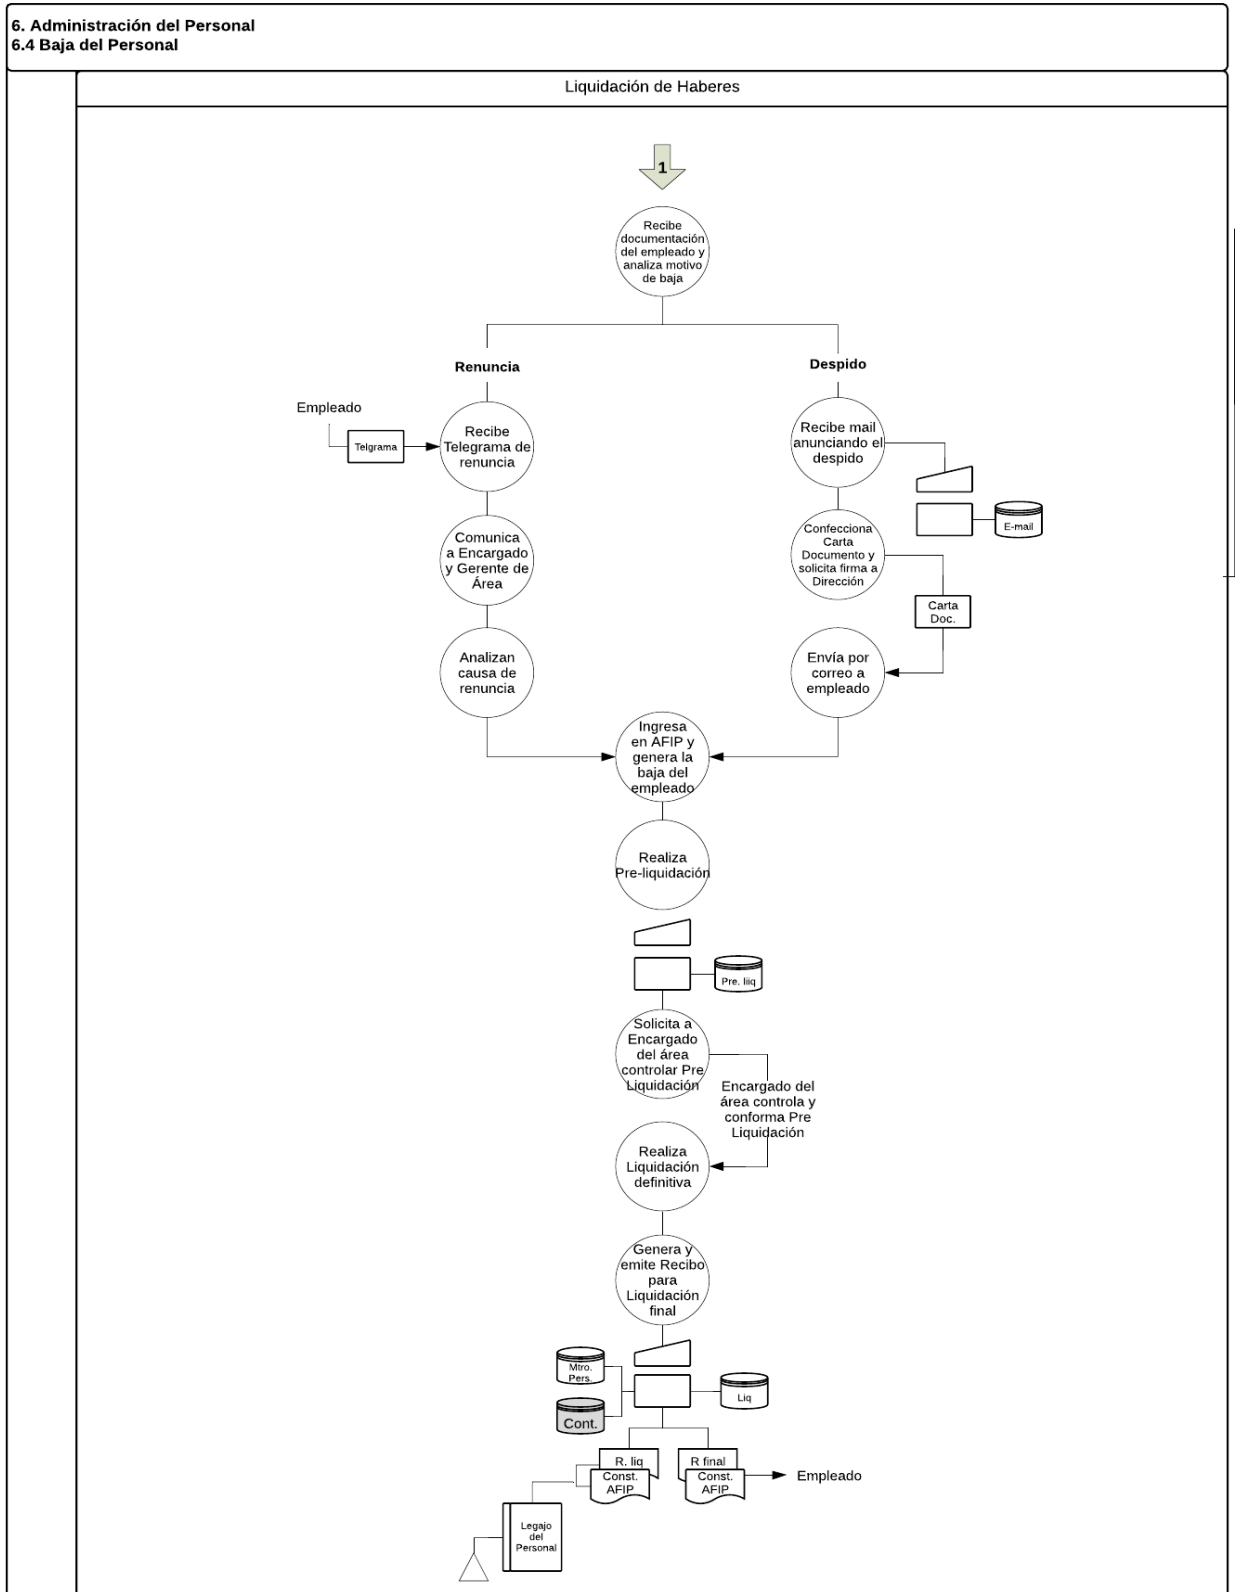 6. Administración del Personal
6.4 Baja del Personal
Liquidación de Haberes
1
Recibe
documentación
del empleado y
analiza motivo
de baja
Renuncia
Despido
Empleado
Telgrama
Recibe
Telegrama de
renuncia
Recibe mail
anunciando el
despido
E-mail
Comunica
a Encargado
y Gerente de
Área
Confecciona
Carta
Documento y
solicita firma a
Dirección
Carta
Doc.
Analizan
causa de
renuncia
Envía por
correo a
empleado
Ingresa
en AFIP y
genera la
baja del
empleado
Realiza
Pre-liquidación
Pre. liiq
Solicita a
Encargado
del área
controlar Pre
Liquidación
Encargado del
área controla y
conforma Pre
Liquidación
Realiza
Liquidación
definitiva
Genera y
emite Recibo
para
Liquidación
final
Mtro.
Pers.
Cont.
Liq
R. liq
Const.
AFIP
R final
Const.
AFIP
Empleado
Legajo
del
Personal